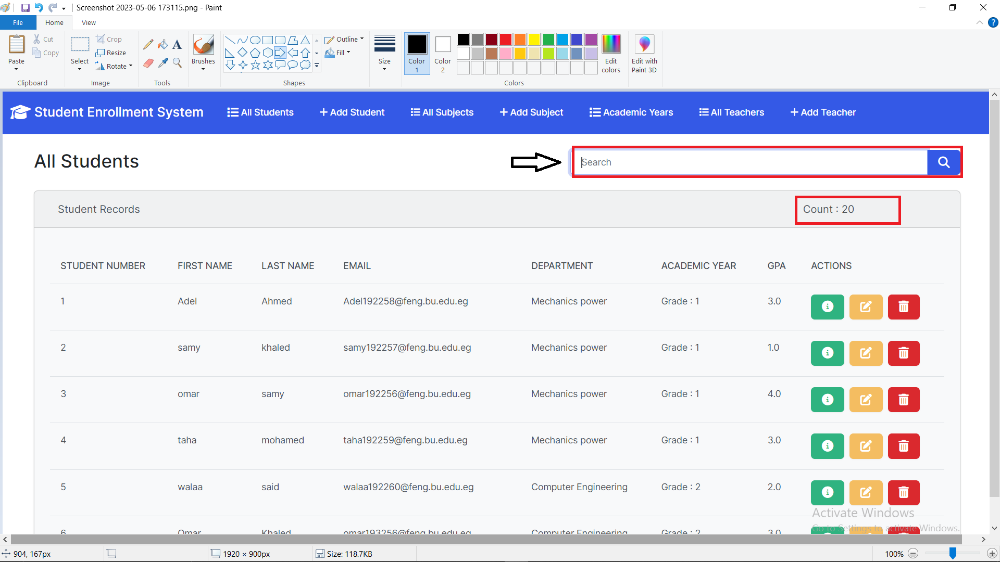 Screenshot 2023-05-06 173115.png - Paint
File Home View
Paste Cut Copy Clipboard
Select Crop Resize Rotate Image
Tools
Brushes
Outline Fill Shapes
Size
Color 1 Color 2 Edit colors Colors
Edit with Paint 3D
Student Enrollment System All Students + Add Student All Subjects + Add Subject Academic Years All Teachers + Add Teacher
All Students Search
Student Records Count : 20
STUDENT NUMBER FIRST NAME LAST NAME EMAIL DEPARTMENT ACADEMIC YEAR GPA ACTIONS
1 Adel Ahmed Adel192258@feng.bu.edu.eg Mechanics power Grade : 1 3.0
2 samy khaled samy192257@feng.bu.edu.eg Mechanics power Grade : 1 1.0
3 omar samy omar192256@feng.bu.edu.eg Mechanics power Grade : 1 4.0
4 taha mohamed taha192259@feng.bu.edu.eg Mechanics power Grade : 1 3.0
5 walaa said walaa192260@feng.bu.edu.eg Computer Engineering Grade : 2 2.0
6 Omar Khaled omar193256@feng.bu.edu.eg Computer Engineering Grade : 2 3.0
Activate Windows
Go to Settings to activate Windows.
904, 167px 1920 × 900px Size: 118.7KB 100%